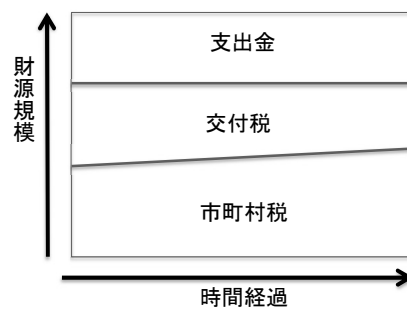 支出金
財源規模
交付税
市町村税
時間経過